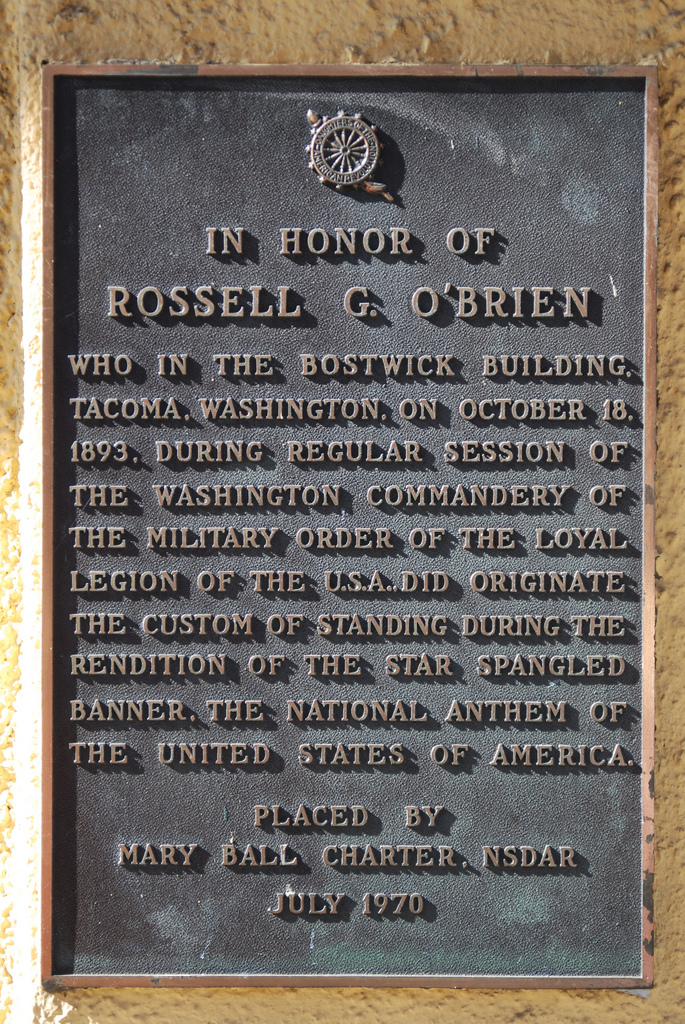 DAUGHTERS OF THE
IN HONOR OF
ROSSELL G. O'BRIEN
WHO IN THE BOSTWICK BUILDING,
TACOMA, WASHINGTON, ON OCTOBER 18,
1893, DURING REGULAR SESSION OF
THE WASHINGTON COMMANDERY OF
THE MILITARY ORDER OF THE LOYAL
LEGION OF THE U.S.A., DID ORIGINATE
THE CUSTOM OF STANDING DURING THE
RENDITION OF THE STAR SPANGLED
BANNER, THE NATIONAL ANTHEM OF
THE UNITED STATES OF AMERICA.
PLACED BY
MARY BALL CHARTER, NSDAR
JULY 1970